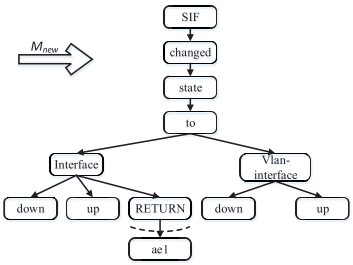 SIF
M_new
changed
state
to
Interface
Vlan-
interface
down
up
RETURN
down
up
ae1